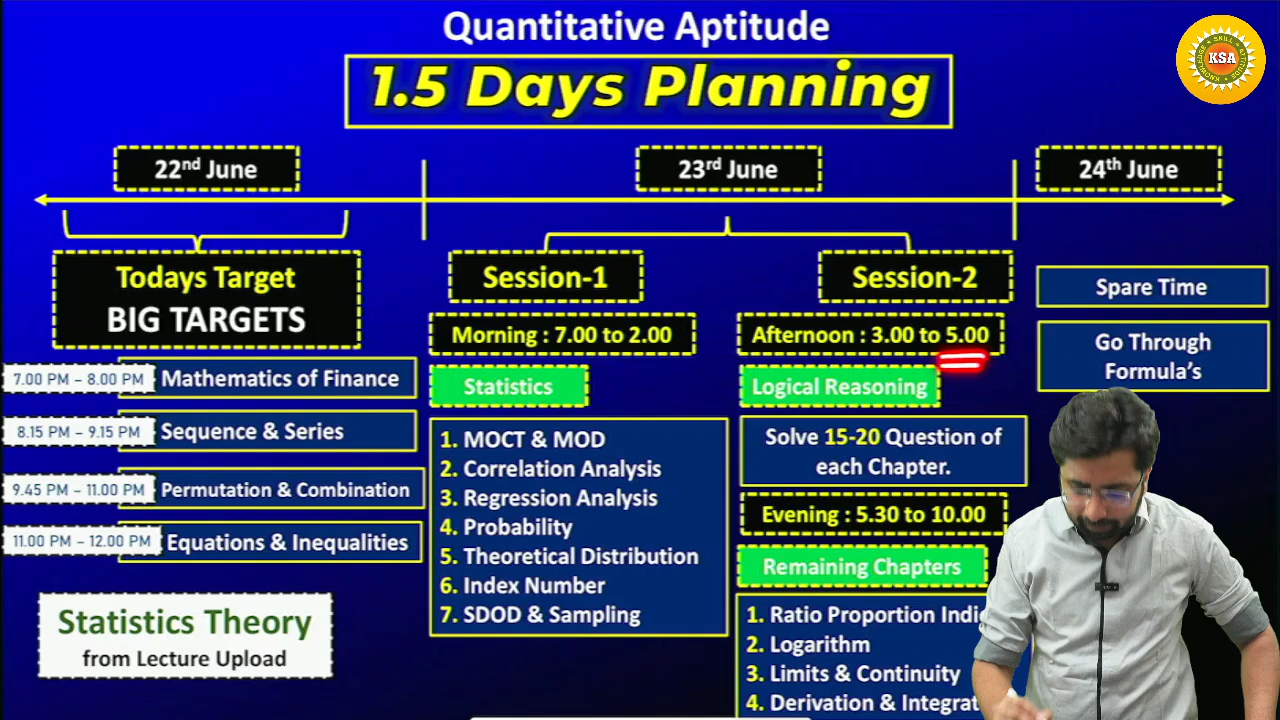 Quantitative Aptitude
1.5 Days Planning
KSA
KNOWLEDGE • SKILL • ATTITUDE
22nd June
23rd June
24th June
Todays Target
BIG TARGETS
7.00 PM – 8.00 PM Mathematics of Finance
8.15 PM – 9.15 PM Sequence & Series
9.45 PM – 11.00 PM Permutation & Combination
11.00 PM – 12.00 PM Equations & Inequalities
Statistics Theory
from Lecture Upload
Session-1
Morning : 7.00 to 2.00
Statistics
1. MOCT & MOD
2. Correlation Analysis
3. Regression Analysis
4. Probability
5. Theoretical Distribution
6. Index Number
7. SDOD & Sampling
Session-2
Afternoon : 3.00 to 5.00
Logical Reasoning
Solve 15-20 Question of
each Chapter.
Evening : 5.30 to 10.00
Remaining Chapters
1. Ratio Proportion
2. Logarithm
3. Limits & Continuity
4. Derivation &
Spare Time
Go Through
Formula's